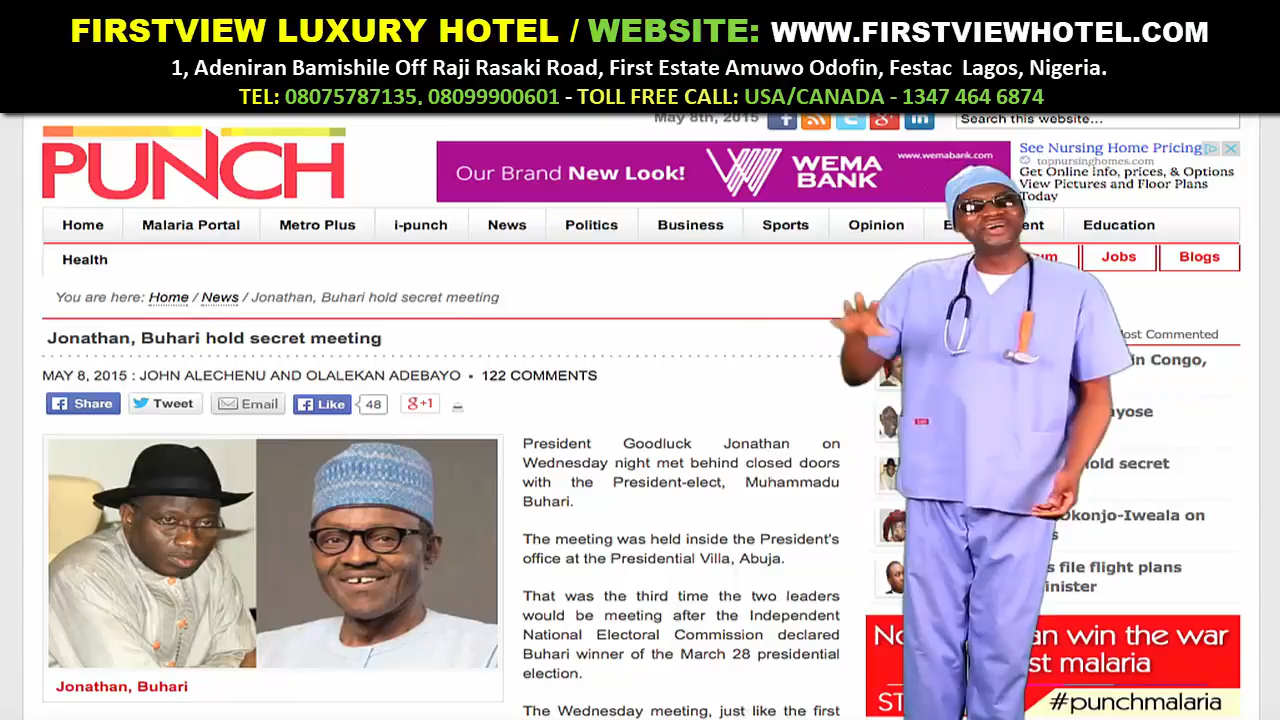 FIRSTVIEW LUXURY HOTEL / WEBSITE: WWW.FIRSTVIEWHOTEL.COM
1, Adeniran Bamishile Off Raji Rasaki Road, First Estate Amuwo Odofin, Festac Lagos, Nigeria.
TEL: 08075787135, 08099900601 - TOLL FREE CALL: USA/CANADA - 1347 464 6874
May 8th, 2015
Search this website...
PUNCH
Our Brand New Look!
WEMA BANK
www.wemabank.com
See Nursing Home Pricing
topnursinghomes.com
Get Online info, prices, & Options
View Pictures and Floor Plans
Today
Home Malaria Portal Metro Plus i-punch News Politics Business Sports Opinion Education
Health
Jobs Blogs
You are here: Home / News / Jonathan, Buhari hold secret meeting
Jonathan, Buhari hold secret meeting
MAY 8, 2015 : JOHN ALECHENU AND OLALEKAN ADEBAYO • 122 COMMENTS
Share Tweet Email Like 48 g+1
President Goodluck Jonathan on
Wednesday night met behind closed doors
with the President-elect, Muhammadu
Buhari.
The meeting was held inside the President's
office at the Presidential Villa, Abuja.
That was the third time the two leaders
would be meeting after the Independent
National Electoral Commission declared
Buhari winner of the March 28 presidential
election.
The Wednesday meeting, just like the first
Jonathan, Buhari
Commented
in Congo,
hold secret
Okonjo-Iweala on
file flight plans
an win the war
malaria
#punchmalaria